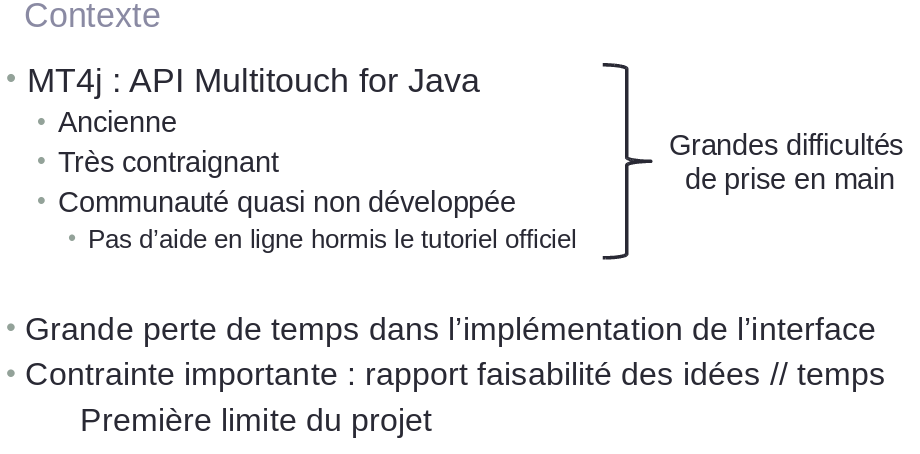 Contexte
• MT4j : API Multitouch for Java
• Ancienne
• Très contraignant
• Communauté quasi non développée
• Pas d’aide en ligne hormis le tutoriel officiel
Grandes difficultés
de prise en main
• Grande perte de temps dans l’implémentation de l’interface
• Contrainte importante : rapport faisabilité des idées // temps
Première limite du projet